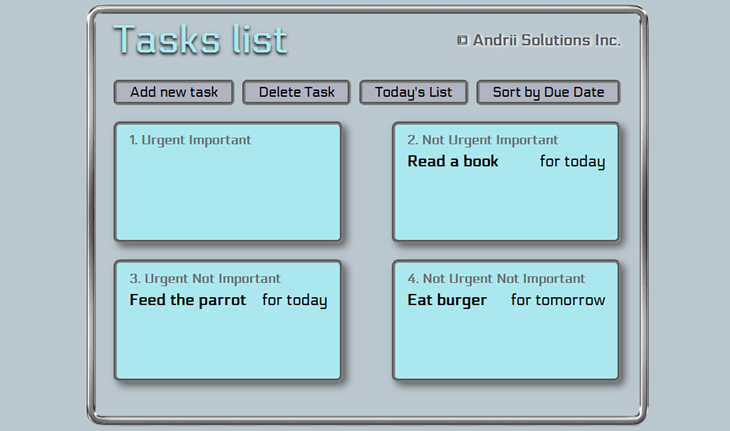 Tasks list
© Andrii Solutions Inc.
Add new task Delete Task Today's List Sort by Due Date
1. Urgent Important
2. Not Urgent Important
Read a book for today
3. Urgent Not Important
Feed the parrot for today
4. Not Urgent Not Important
Eat burger for tomorrow